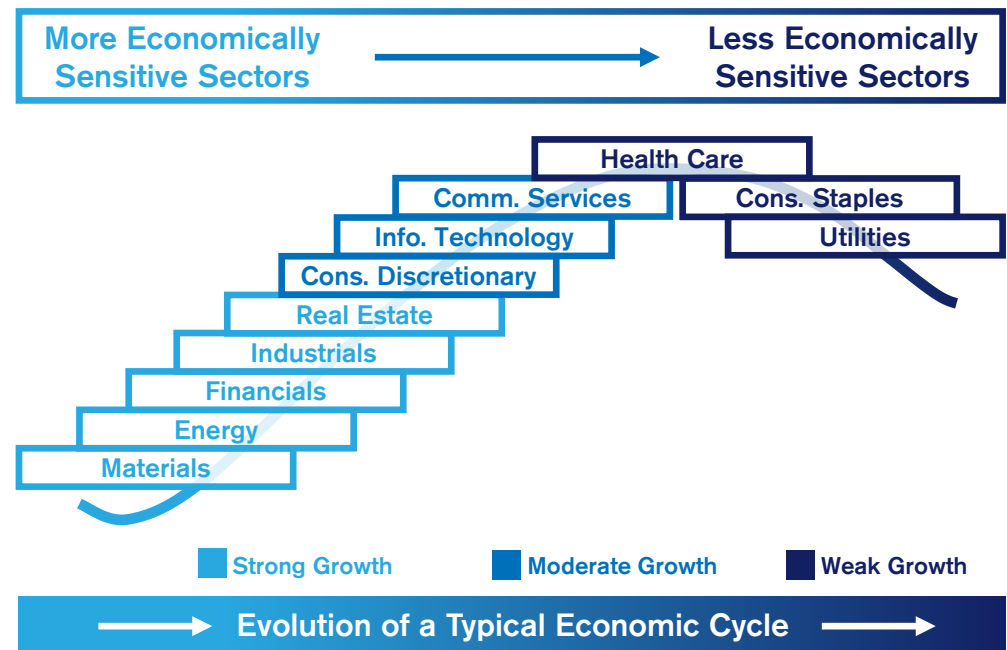 More Economically
Sensitive Sectors
Less Economically
Sensitive Sectors
Health Care
Comm. Services
Cons. Staples
Info. Technology
Utilities
Cons. Discretionary
Real Estate
Industrials
Financials
Energy
Materials
Strong Growth
Moderate Growth
Weak Growth
Evolution of a Typical Economic Cycle